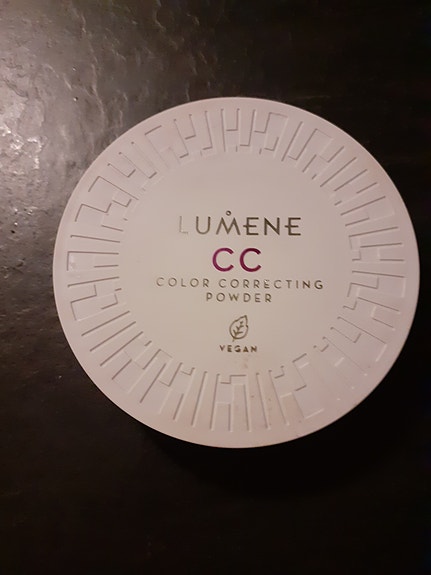 LUMENE
CC
COLOR CORRECTING
POWDER
VEGAN